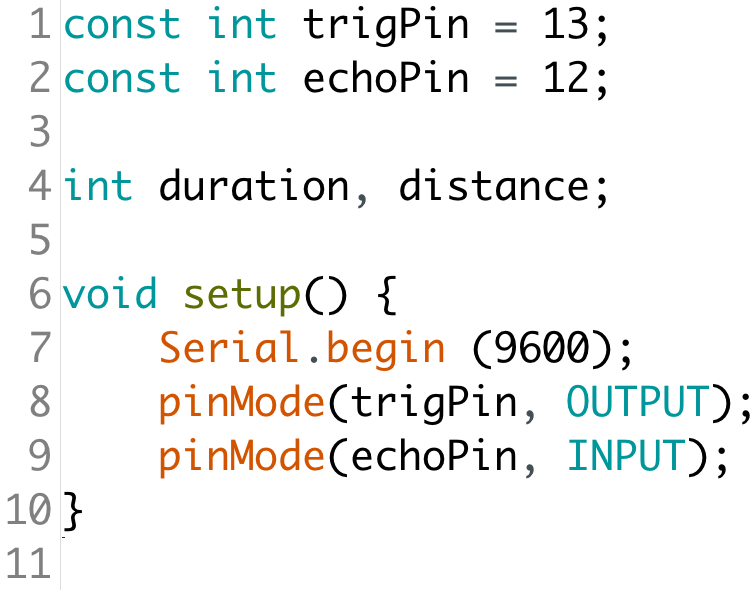 1 const int trigPin = 13;
2 const int echoPin = 12;
3
4 int duration, distance;
5
6 void setup() {
7     Serial.begin (9600);
8     pinMode(trigPin, OUTPUT);
9     pinMode(echoPin, INPUT);
10 }
11